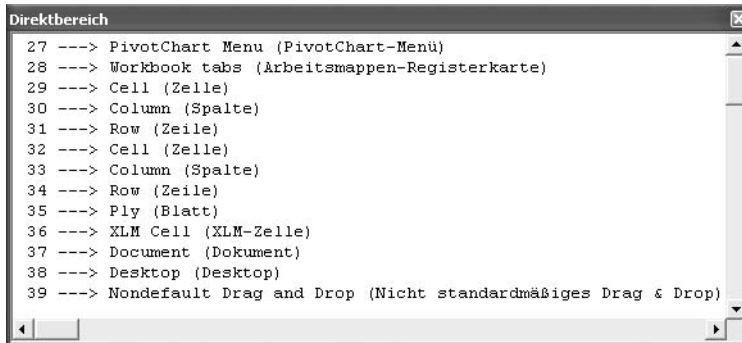 Direktbereich
27 ---> PivotChart Menu (PivotChart-Menü)
28 ---> Workbook tabs (Arbeitsmappen-Registerkarte)
29 ---> Cell (Zelle)
30 ---> Column (Spalte)
31 ---> Row (Zeile)
32 ---> Cell (Zelle)
33 ---> Column (Spalte)
34 ---> Row (Zeile)
35 ---> Ply (Blatt)
36 ---> XLM Cell (XLM-Zelle)
37 ---> Document (Dokument)
38 ---> Desktop (Desktop)
39 ---> Nondefault Drag and Drop (Nicht standardmäßiges Drag & Drop)